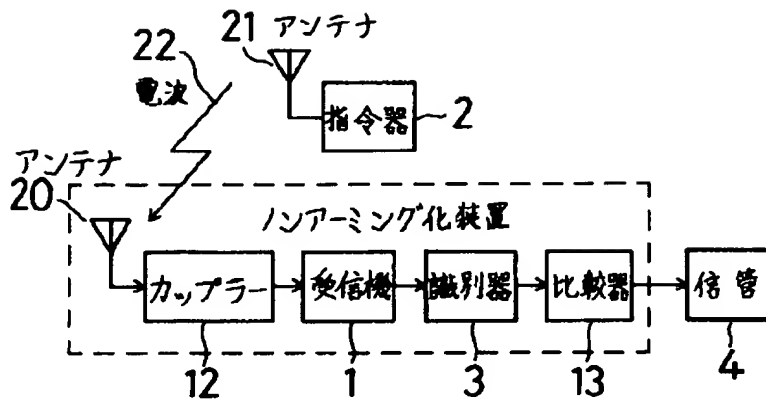 21 アンテナ
22
電波
指令器
2
アンテナ
20
ノンアーミング化装置
カップラー
受信機
識別器
比較器
信管
12
1
3
13
4